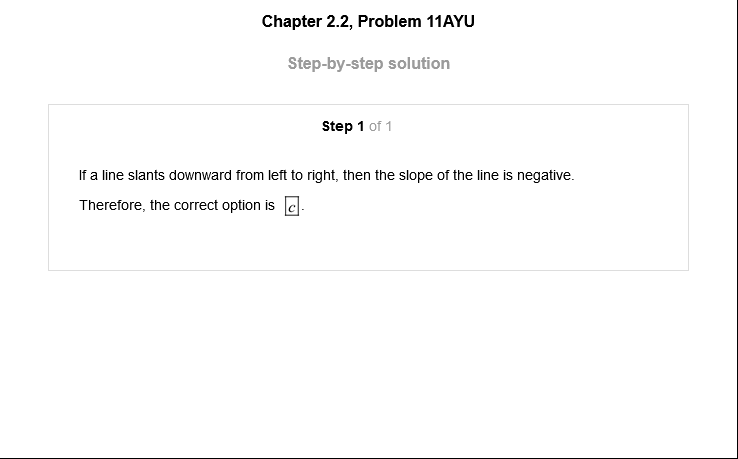 Chapter 2.2, Problem 11AYU
Step-by-step solution
Step 1 of 1
If a line slants downward from left to right, then the slope of the line is negative.
Therefore, the correct option is c.